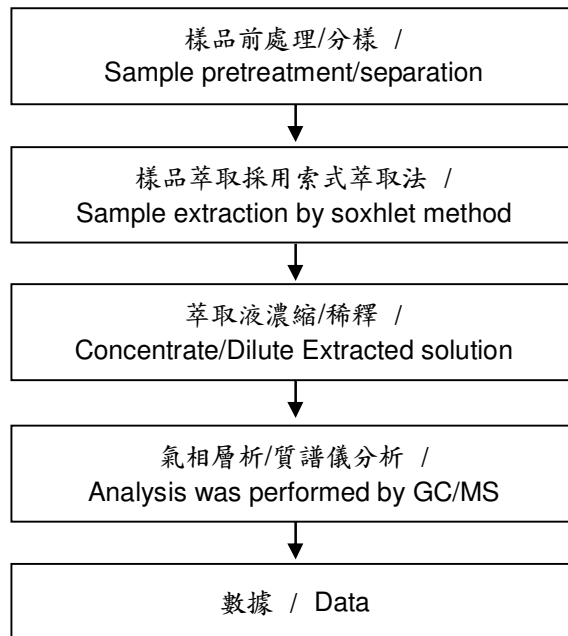 樣品前處理/分樣 /
Sample pretreatment/separation
樣品萃取採用索式萃取法 /
Sample extraction by soxhlet method
萃取液濃縮/稀釋 /
Concentrate/Dilute Extracted solution
氣相層析/質譜儀分析 /
Analysis was performed by GC/MS
數據 / Data